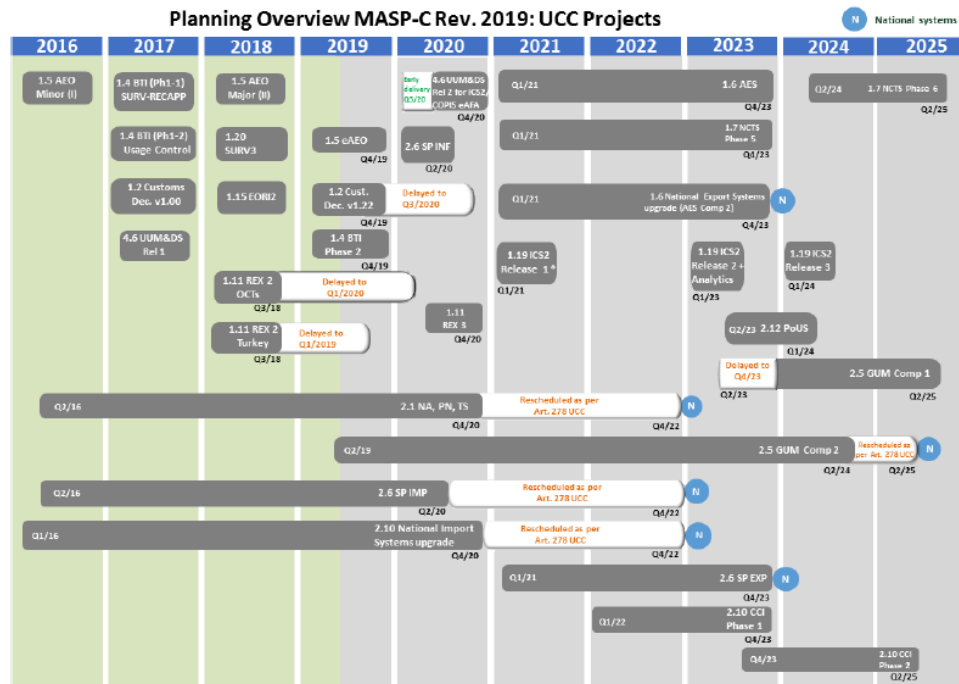 Planning Overview MASP-C Rev. 2019: UCC Projects
N National systems
2016 2017 2018 2019 2020 2021 2022 2023 2024 2025
1.5 AEO
Minor (I)
1.4 BTI (Ph1-1)
SURV-RECAPP
1.5 AEO
Major (II)
Early
delivery
Q3/20
4.6 UUM&DS
Rel 2 for ICS2/
COPIS eAFA
Q4/20
Q1/21 1.6 AES
Q4/23
Q2/24 1.7 NCTS Phase 6
Q2/25
1.4 BTI (Ph1-2)
Usage Control
1.20
SURV3
1.5 eAEO
Q4/19
2.6 SP INF
Q2/20
Q1/21 1.7 NCTS
Phase 5
Q4/23
1.2 Customs
Dec. v1.00
1.15 EORI2
1.2 Cust.
Dec. v1.22
Q4/19
Delayed to
Q3/2020
Q1/21 1.6 National Export Systems
upgrade (AES Comp 2)
Q4/23
N
4.6 UUM&DS
Rel 1
1.4 BTI
Phase 2
Q4/19
1.19 ICS2
Release 1*
Q1/21
1.19 ICS2
Release 2 +
Analytics
Q1/23
1.19 ICS2
Release 3
Q1/24
1.11 REX 2
OCTs
Q3/18
Delayed to
Q1/2020
1.11
REX 3
Q4/20
1.11 REX 2
Turkey
Q3/18
Delayed to
Q1/2019
Q2/23 2.12 PoUS
Q1/24
Delayed to
Q4/23
Q2/23
2.5 GUM Comp 1
Q2/25
Q2/16 2.1 NA, PN, TS
Q4/20
Rescheduled as per
Art. 278 UCC
Q4/22
N
Q2/19 2.5 GUM Comp 2
Q2/24
Rescheduled as
per Art. 278 UCC
Q2/25
N
Q2/16 2.6 SP IMP
Q2/20
Rescheduled as per
Art. 278 UCC
Q4/22
N
Q1/16 2.10 National Import
Systems upgrade
Q4/20
Rescheduled as per
Art. 278 UCC
Q4/22
N
Q1/21 2.6 SP EXP
Q4/23
N
Q1/22 2.10 CCI
Phase 1
Q4/23
Q4/23 2.10 CCI
Phase 2
Q2/25